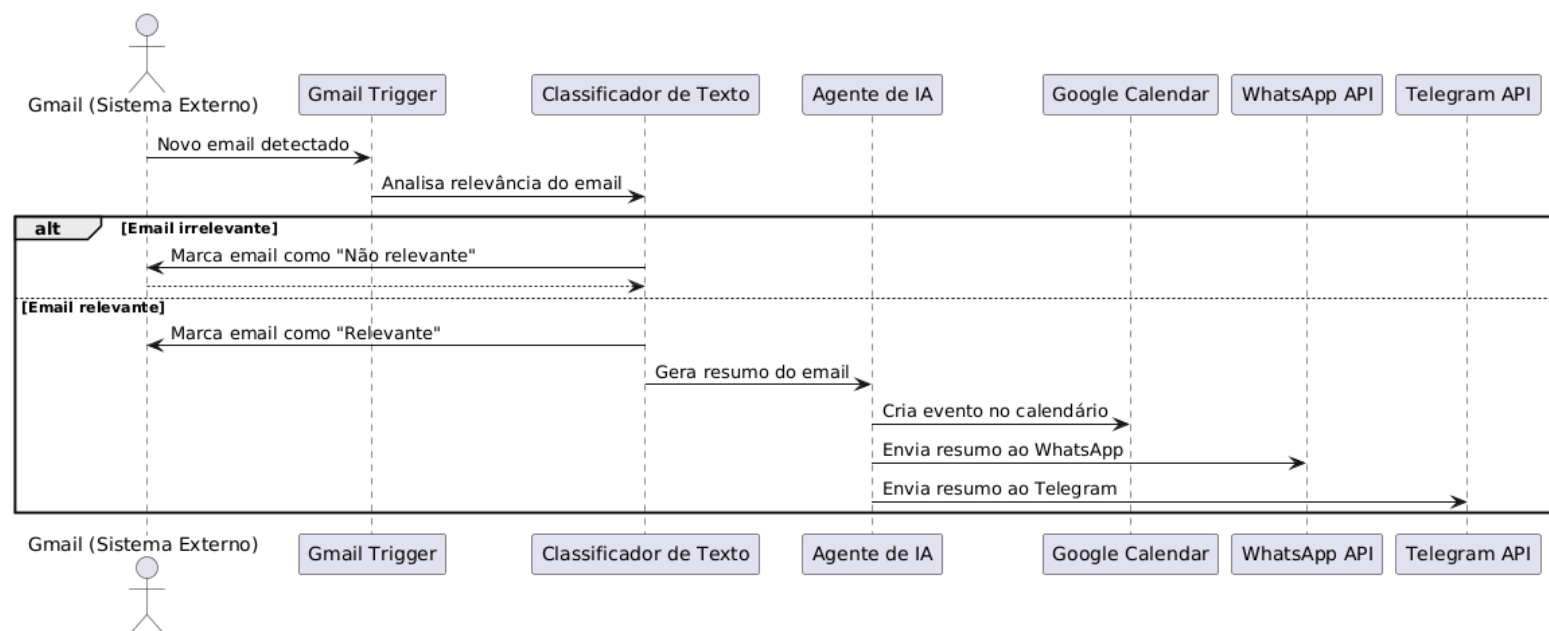 Gmail (Sistema Externo)
Gmail Trigger
Classificador de Texto
Agente de IA
Google Calendar
WhatsApp API
Telegram API
Novo email detectado
Analisa relevância do email
alt
[Email irrelevante]
Marca email como "Não relevante"
[Email relevante]
Marca email como "Relevante"
Gera resumo do email
Cria evento no calendário
Envia resumo ao WhatsApp
Envia resumo ao Telegram
Gmail (Sistema Externo)
Gmail Trigger
Classificador de Texto
Agente de IA
Google Calendar
WhatsApp API
Telegram API